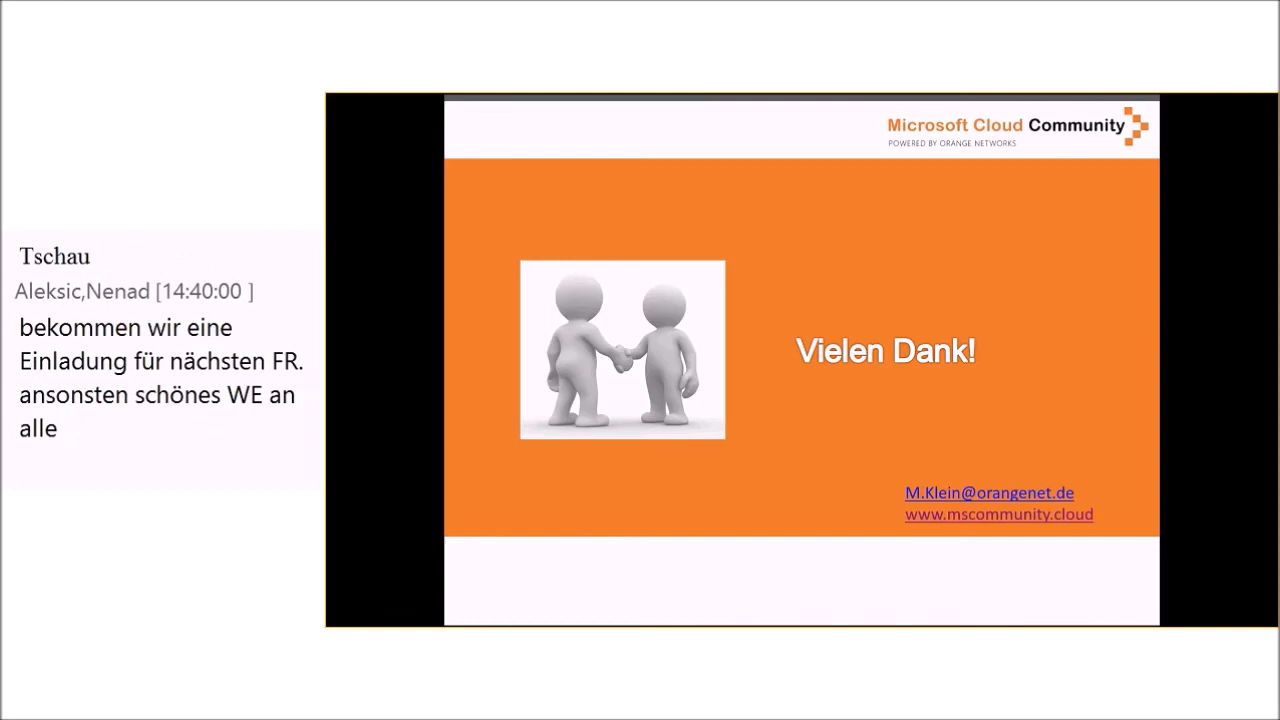 Tschau
Aleksic,Nenad [14:40:00 ]
bekommen wir eine
Einladung für nächsten FR.
ansonsten schönes WE an
alle
Microsoft Cloud Community
POWERED BY ORANGE NETWORKS
Vielen Dank!
M.Klein@orangenet.de
www.mscommunity.cloud